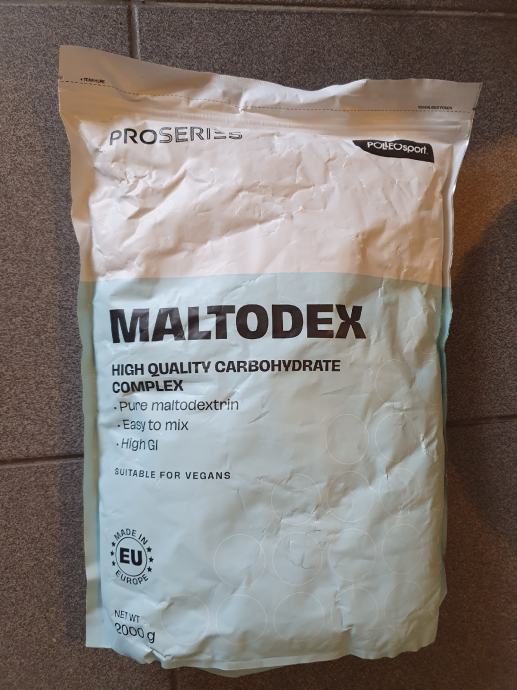 PROSERIES
POLLEOsport.
MALTODEX
HIGH QUALITY CARBOHYDRATE
COMPLEX
· Pure maltodextrin
· Easy to mix
· High GI
SUITABLE FOR VEGANS
MADE IN
EU
EUROPE
NET WT
2000 g